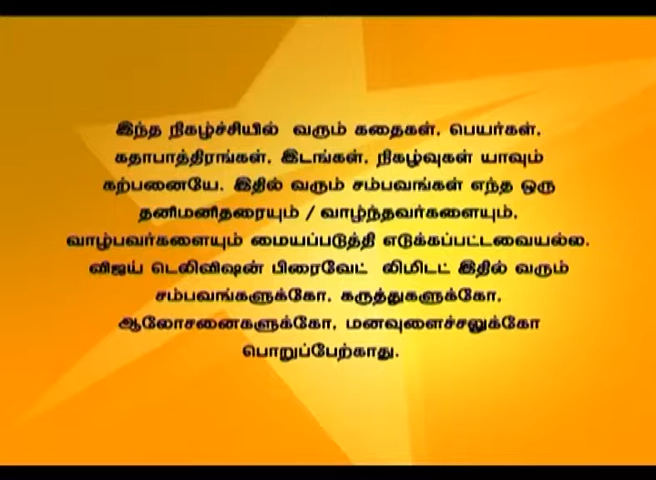 இந்த நிகழ்ச்சியில் வரும் கதைகள், பெயர்கள்,
கதாபாத்திரங்கள், இடங்கள், நிகழ்வுகள் யாவும்
கற்பனையே. இதில் வரும் சம்பவங்கள் எந்த ஒரு
தனிமனிதரையும் / வாழ்ந்தவர்களையும்,
வாழ்பவர்களையும் மையப்படுத்தி எடுக்கப்பட்டவையல்ல.
விஜய் டெலிவிஷன் பிரைவேட் லிமிடட் இதில் வரும்
சம்பவங்களுக்கோ, கருத்துகளுக்கோ,
ஆலோசனைகளுக்கோ, மனவுளைச்சலுக்கோ
பொறுப்பேற்காது.